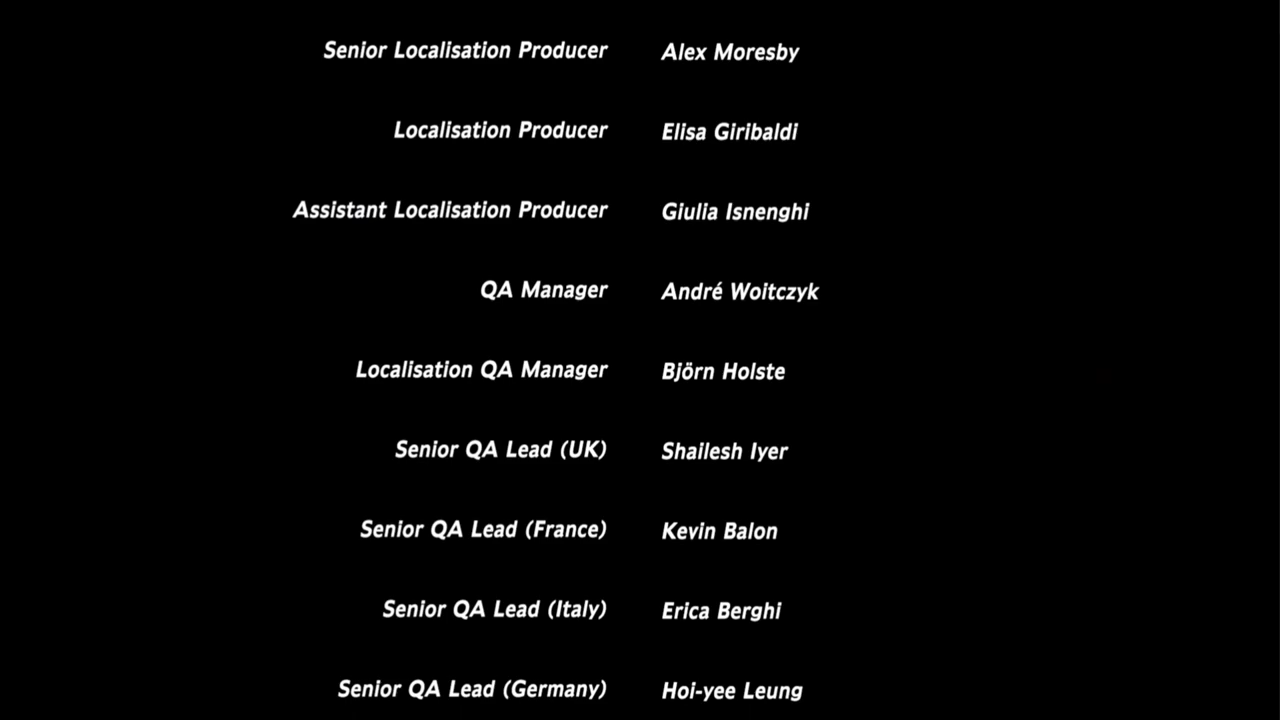 Senior Localisation Producer Alex Moresby
Localisation Producer Elisa Giribaldi
Assistant Localisation Producer Giulia Isnenghi
QA Manager André Woitczyk
Localisation QA Manager Björn Holste
Senior QA Lead (UK) Shailesh Iyer
Senior QA Lead (France) Kevin Balon
Senior QA Lead (Italy) Erica Berghi
Senior QA Lead (Germany) Hoi-yee Leung